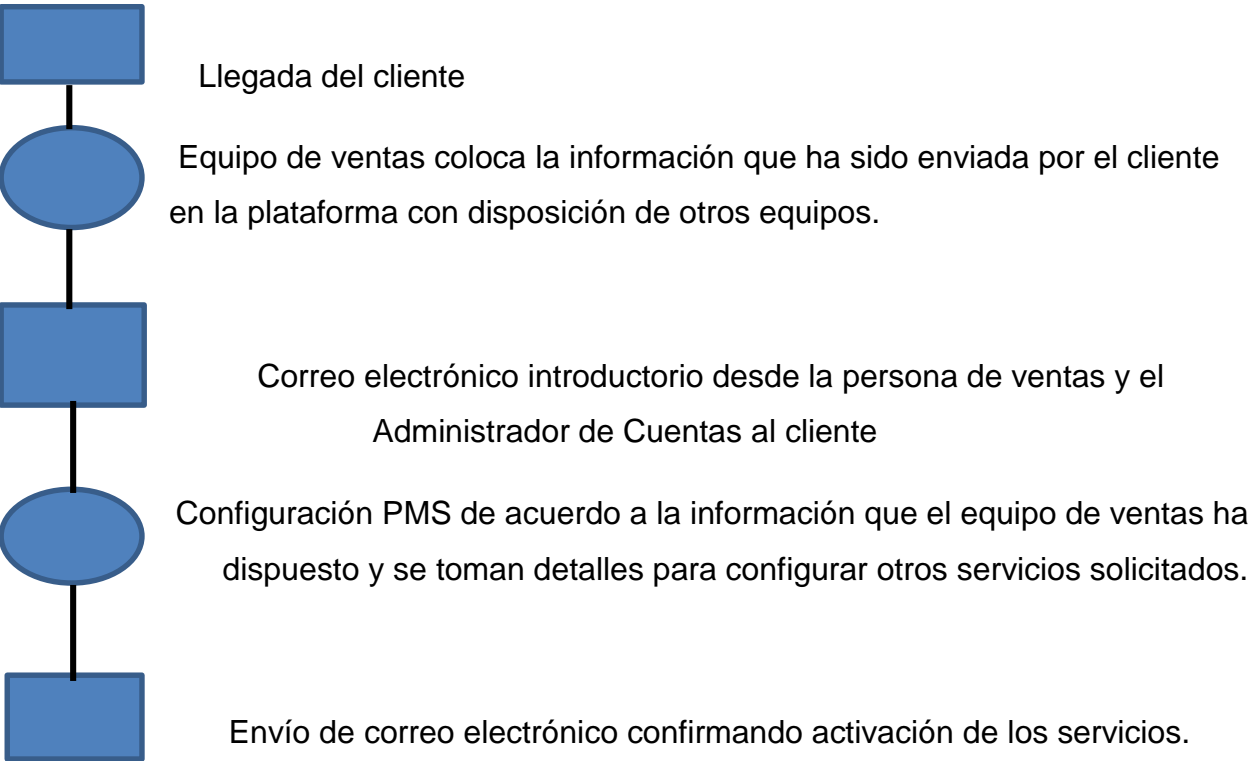 Llegada del cliente
Equipo de ventas coloca la información que ha sido enviada por el cliente
en la plataforma con disposición de otros equipos.
Correo electrónico introductorio desde la persona de ventas y el
Administrador de Cuentas al cliente
Configuración PMS de acuerdo a la información que el equipo de ventas ha
dispuesto y se toman detalles para configurar otros servicios solicitados.
Envío de correo electrónico confirmando activación de los servicios.